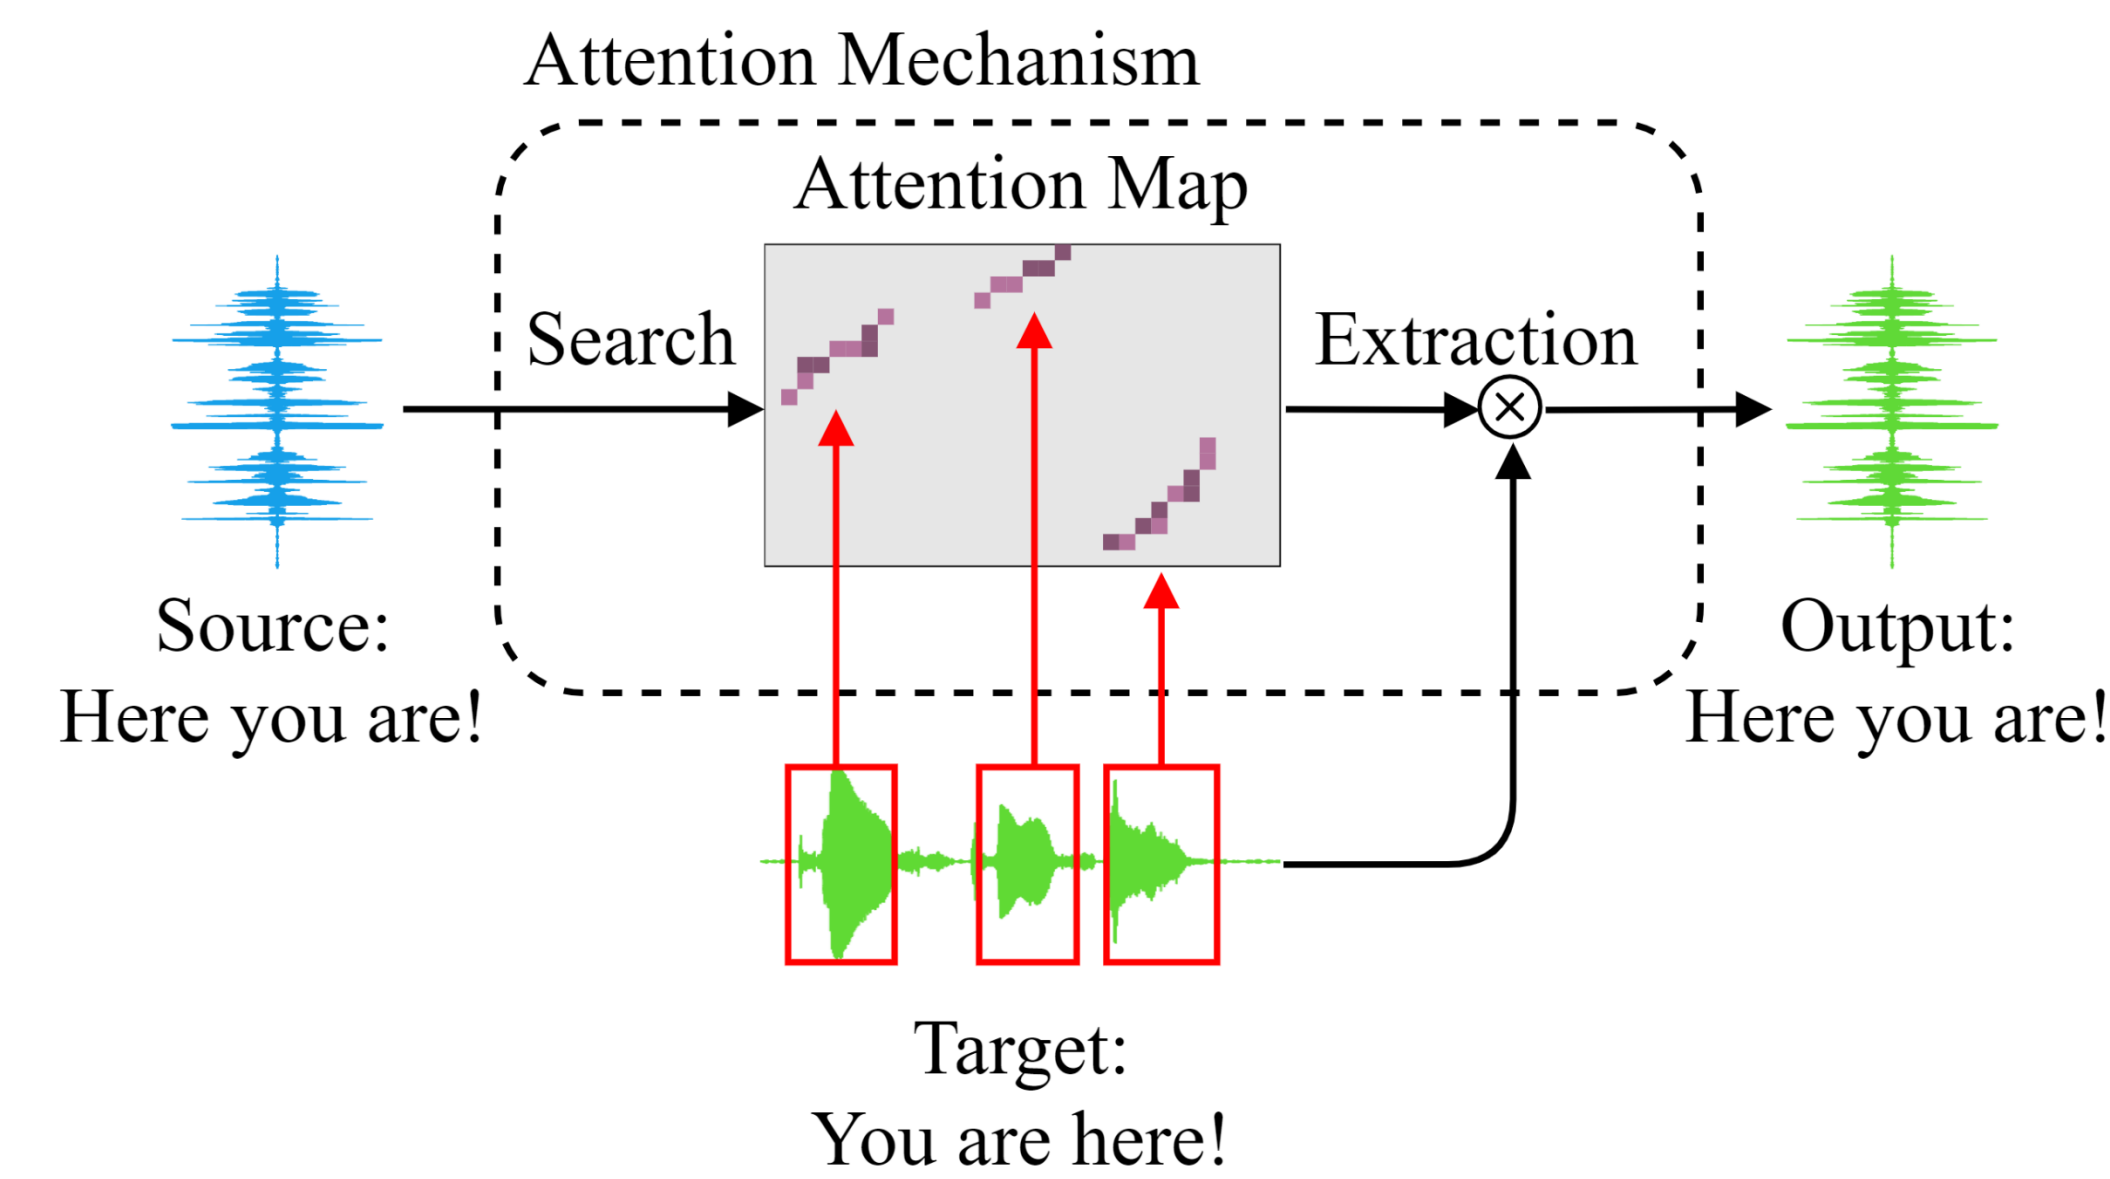 Attention Mechanism
Attention Map
Search
Extraction
Source:
Here you are!
Output:
Here you are!
Target:
You are here!